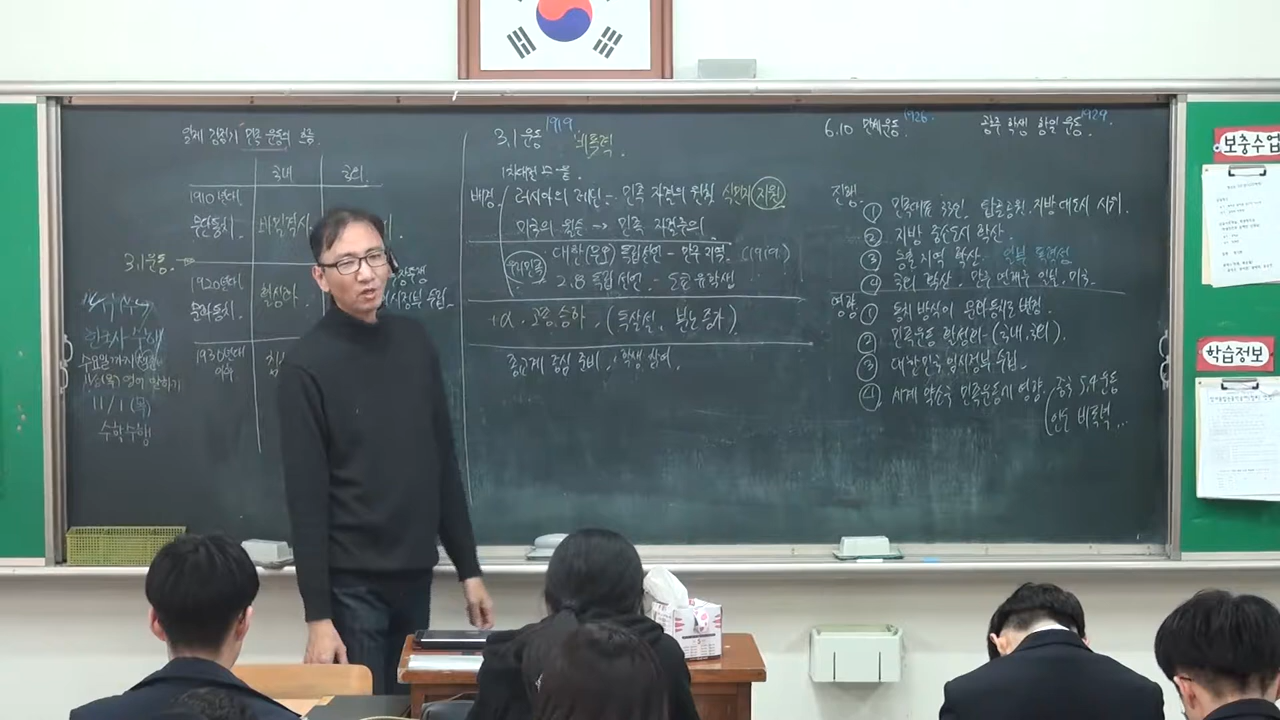 일제 강점기 민족 운동의 흐름.
국내 국외.
1910년대
무단통치. 비밀결사
3.1운동. →
1920년대
문화통치.
1930년대
이후
한국사수행
수요일까지
11/1 (목)
수학수행
3.1운동 1919 비폭력.
1차대전
배경. 러시아의 혁명 - 민족 자결의 원칙 식민지 지원
미국의 윌슨 → 민족 자결주의.
대한(무오) 독립선언 - 만주 지역. (1919.)
2.8 독립선언 - 도쿄 유학생
+α. 고종 승하. (독살설, 분노 증가)
종교계 중심 준비, 학생 참여.
6.10 만세운동. 1926. 광주 학생 항일 운동. 1929.
진행.
① 민족대표 33인. 탑골공원. 지방 대도시 시위.
② 지방 중소도시 확산.
③ 농촌 지역 확산.
④ 국외 확산. 만주 연해주 일본. 미주.
영향.
① 통치 방식이 문화통치로 변경.
② 민족운동 활성화 - (국내, 국외).
③ 대한민국 임시정부 수립.
④ 세계 약소국 민족운동에 영향. 중국 5.4 운동
(인도 비폭력 ...
보충수업
학습정보